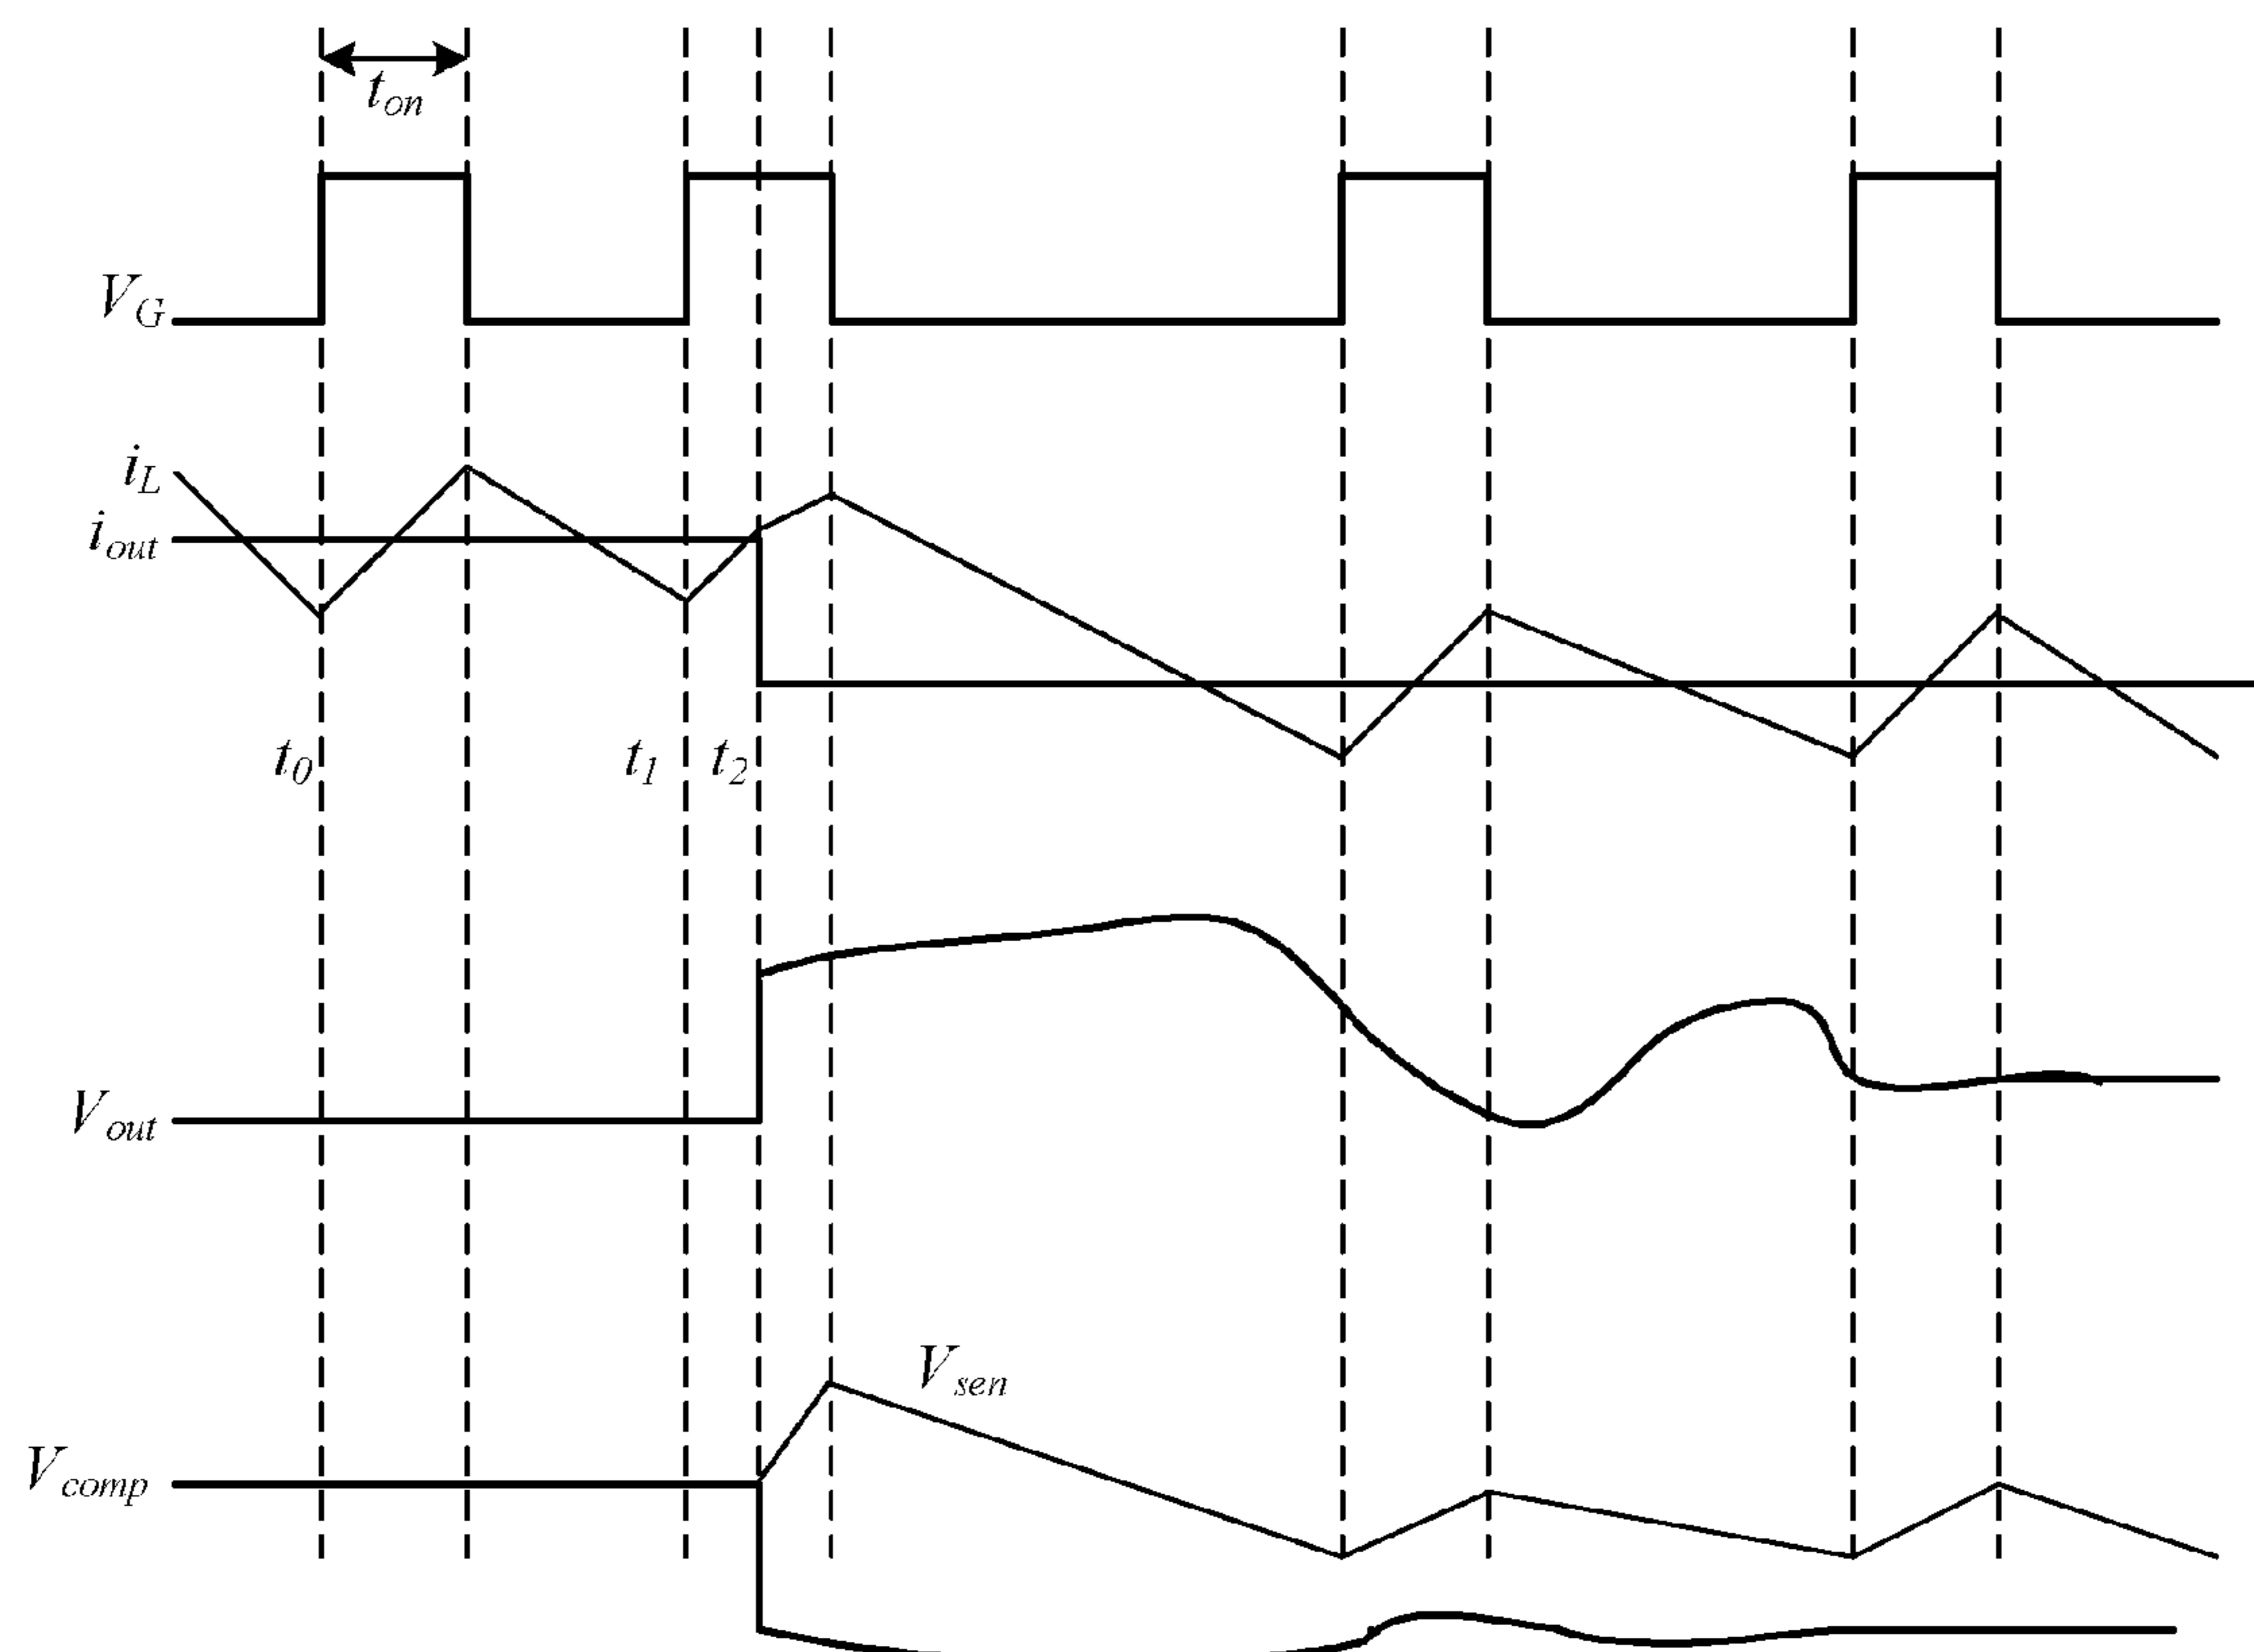 t_on
V_G
i_L
i_out
t_0 t_1 t_2
V_out
V_sen
V_comp